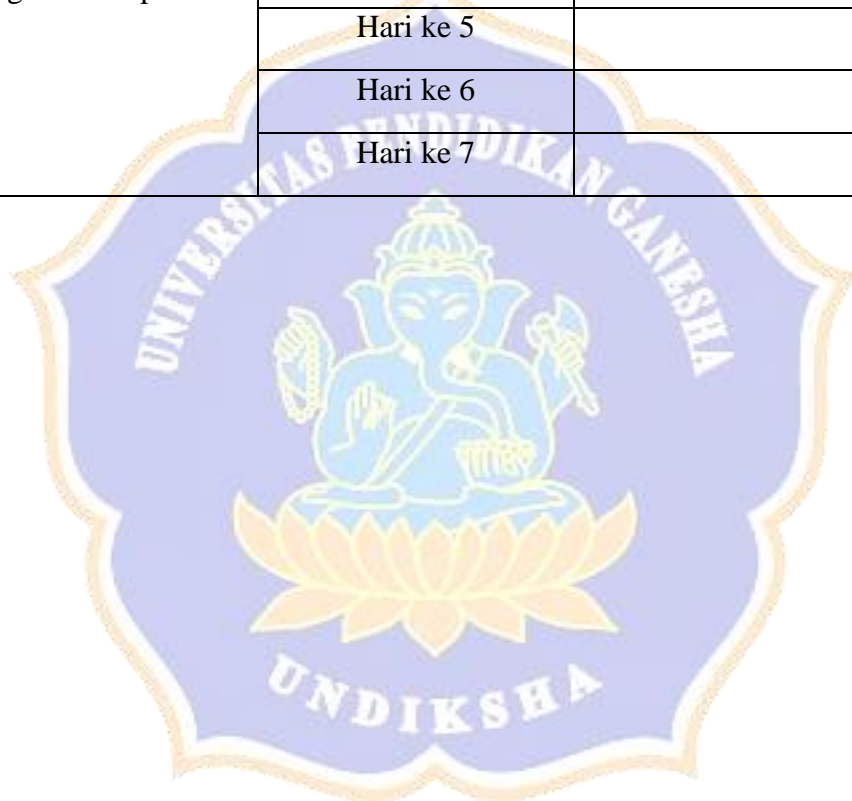 Hari ke 5
Hari ke 6
Hari ke 7
UNIVERSITAS PENDIDIKAN GANESHA
UNDIKSHA